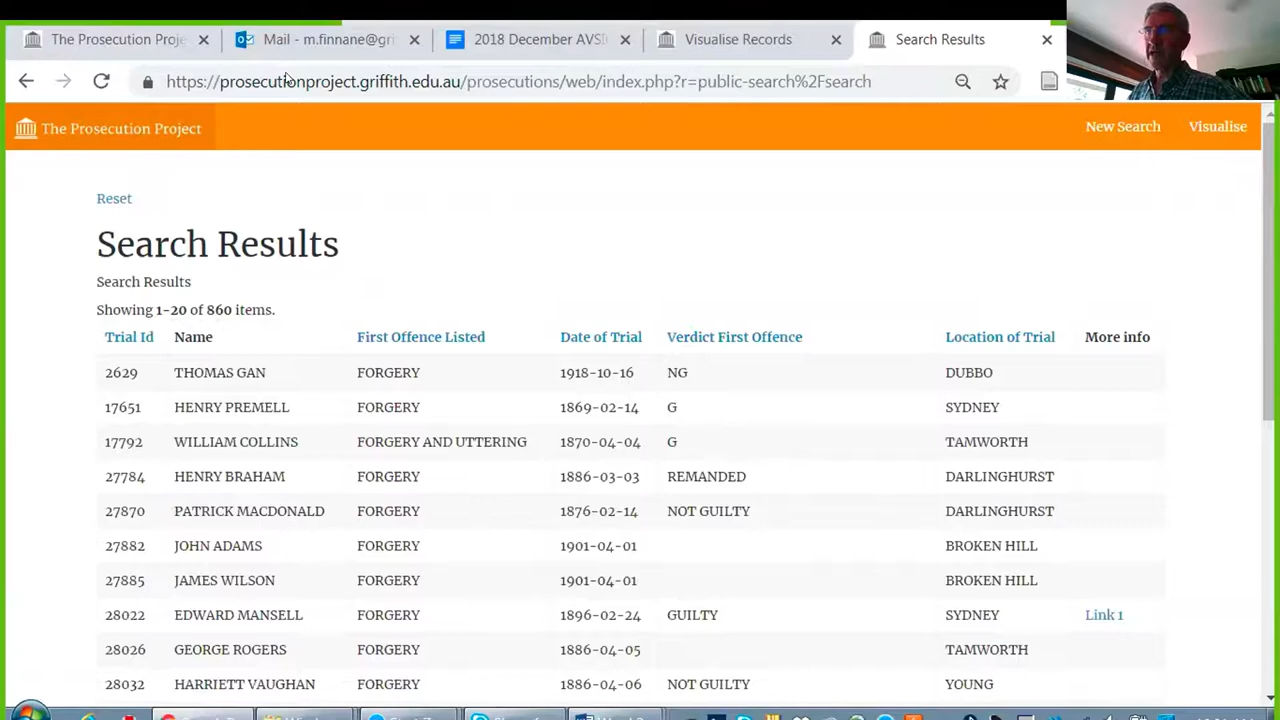 The Prosecution Proje
Mail - m.finnane@gri
2018 December AVSI
Visualise Records
Search Results
https://prosecutionproject.griffith.edu.au/prosecutions/web/index.php?r=public-search%2Fsearch
The Prosecution Project
New Search Visualise
Reset
Search Results
Search Results
Showing 1-20 of 860 items.
Trial Id Name First Offence Listed Date of Trial Verdict First Offence Location of Trial More info
2629 THOMAS GAN FORGERY 1918-10-16 NG DUBBO
17651 HENRY PREMELL FORGERY 1869-02-14 G SYDNEY
17792 WILLIAM COLLINS FORGERY AND UTTERING 1870-04-04 G TAMWORTH
27784 HENRY BRAHAM FORGERY 1886-03-03 REMANDED DARLINGHURST
27870 PATRICK MACDONALD FORGERY 1876-02-14 NOT GUILTY DARLINGHURST
27882 JOHN ADAMS FORGERY 1901-04-01 BROKEN HILL
27885 JAMES WILSON FORGERY 1901-04-01 BROKEN HILL
28022 EDWARD MANSELL FORGERY 1896-02-24 GUILTY SYDNEY Link 1
28026 GEORGE ROGERS FORGERY 1886-04-05 TAMWORTH
28032 HARRIETT VAUGHAN FORGERY 1886-04-06 NOT GUILTY YOUNG